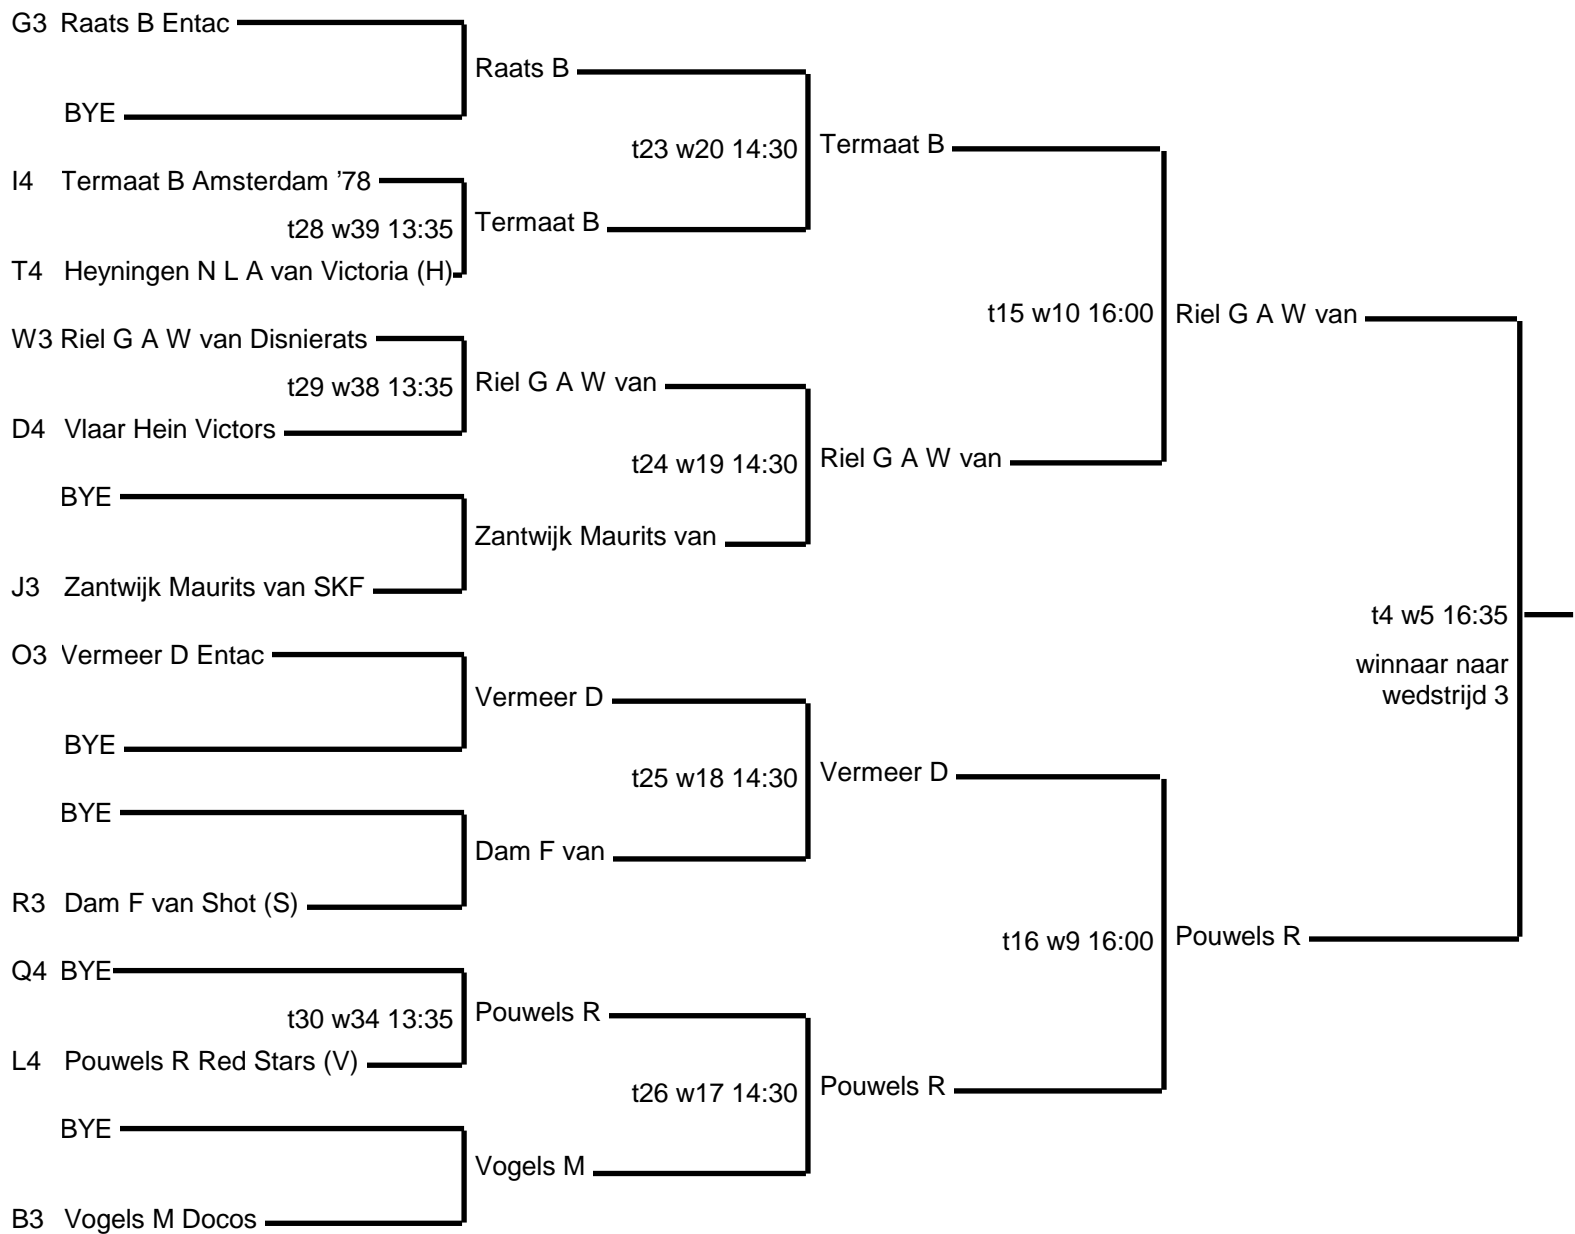 G3 Raats B Entac
Raats B
BYE
t23 w20 14:30
Termaat B
I4 Termaat B Amsterdam '78
t28 w39 13:35
Termaat B
T4 Heyningen N L A van Victoria (H)
t15 w10 16:00
Riel G A W van
W3 Riel G A W van Disnierats
t29 w38 13:35
Riel G A W van
D4 Vlaar Hein Victors
t24 w19 14:30
Riel G A W van
BYE
Zantwijk Maurits van
J3 Zantwijk Maurits van SKF
t4 w5 16:35
winnaar naar
wedstrijd 3
O3 Vermeer D Entac
Vermeer D
BYE
t25 w18 14:30
Vermeer D
BYE
Dam F van
R3 Dam F van Shot (S)
t16 w9 16:00
Pouwels R
Q4 BYE
t30 w34 13:35
Pouwels R
L4 Pouwels R Red Stars (V)
t26 w17 14:30
Pouwels R
BYE
Vogels M
B3 Vogels M Docos